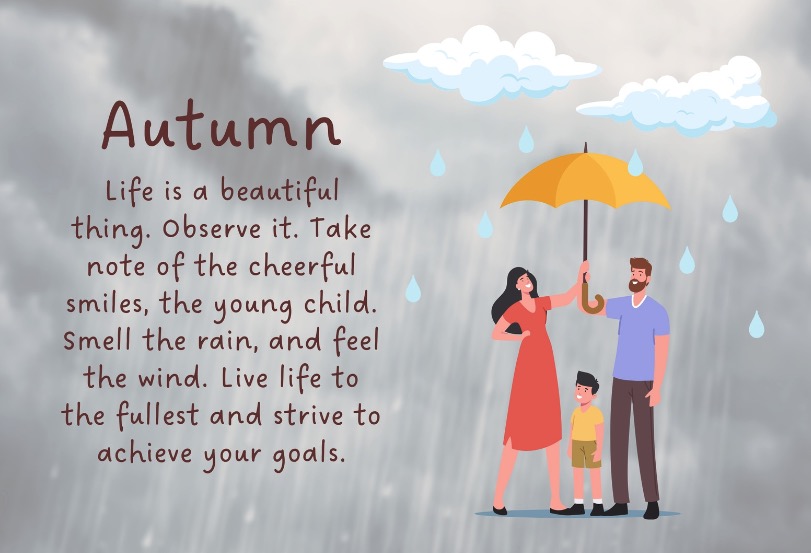 Autumn
Life is a beautiful
thing. Observe it. Take
note of the cheerful
smiles, the young child.
Smell the rain, and feel
the wind. Live life to
the fullest and strive to
achieve your goals.